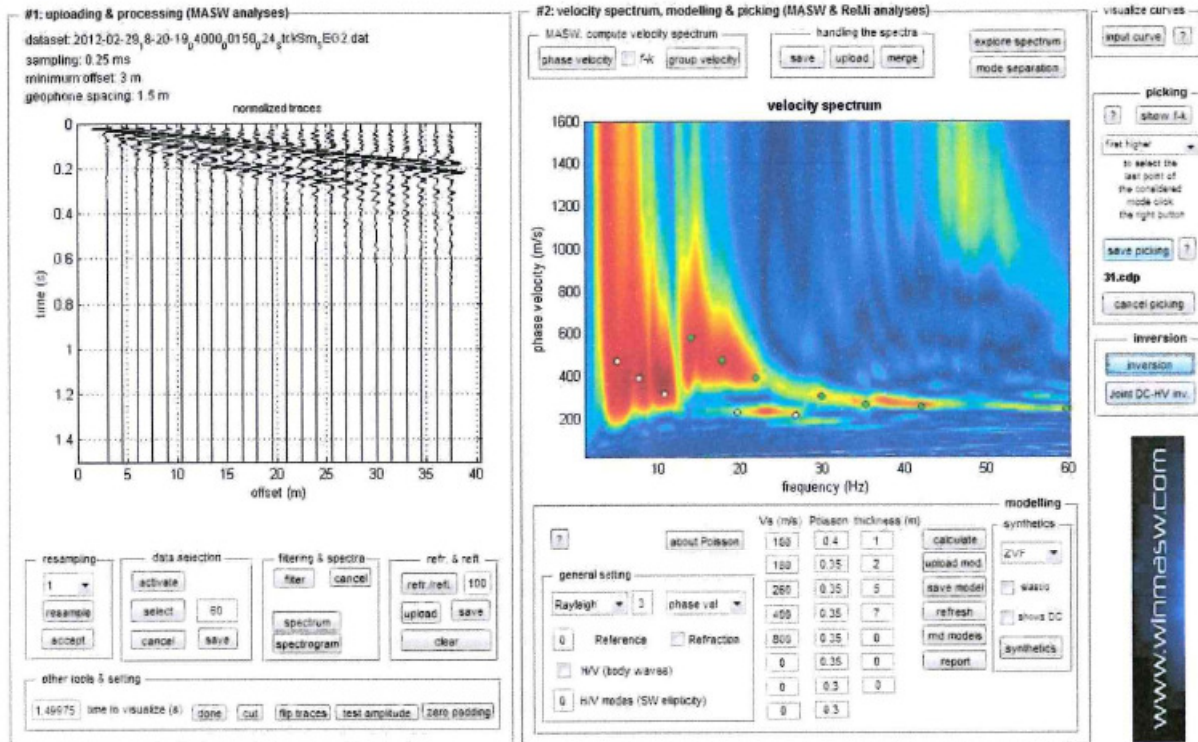 #1: uploading & processing (MASW analyses)
sampling: 0.25 ms
minimum offset: 3 m
geophone spacing: 1.5 m
normalized traces
0
0.2
0.4
0.6
0.8
1
1.2
1.4
time (s)
0 5 10 15 20 25 30 35 40
offset (m)
resampling
1
resample
accept
data selection
activate
select 60
cancel save
filtering & spectra
filter cancel
spectrum
spectrogram
refr. & refl.
refr./refl. 100
upload save
clear
other tools & setting
1.49975 time to visualize (s) done cut flip traces test amplitude zero padding
#2: velocity spectrum, modelling & picking (MASW & ReMi analyses)
MASW. compute velocity spectrum
phase velocity f-k group velocity
handling the spectra
save upload merge
explore spectrum
mode separation
velocity spectrum
1600
1400
1200
1000
800
600
400
200
phase velocity (m/s)
10 20 30 40 50 60
frequency (Hz)
modelling
? about Poisson
Vs (m/s) Poisson thickness (m)
0.4 1
180 0.35 2
260 0.35 5
400 0.35 7
800 0.35 0
0 0.35 0
0 0.3 0
0 0.3
general setting
Rayleigh 3 phase vel
0 Reference Refraction
H/V (body waves)
0 H/V modes (SW ellipticity)
calculate
upload mod.
save model
refresh
rnd models
report
synthetics
ZVF
elastic
shows DC
synthetics
visualize curves
input curve ?
picking
? show f-k
first higher
to select the
last point of
the considered
mode click
the right button
save picking ?
31.cdp
cancel picking
inversion
inversion
Joint DC-HV inv.
www.winmasw.com